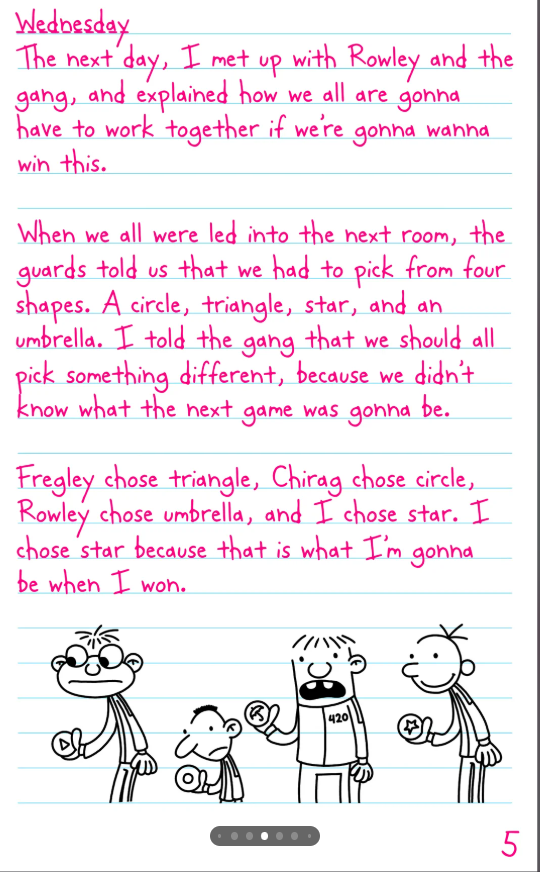 Wednesday
The next day, I met up with Rowley and the
gang, and explained how we all are gonna
have to work together if we're gonna wanna
win this.
When we all were led into the next room, the
guards told us that we had to pick from four
shapes. A circle, triangle, star, and an
umbrella. I told the gang that we should all
pick something different, because we didn't
know what the next game was gonna be.
Fregley chose triangle, Chirag chose circle,
Rowley chose umbrella, and I chose star. I
chose star because that is what I'm gonna
be when I won.
420
5